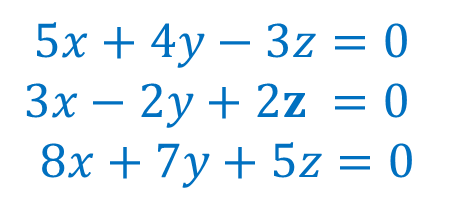 5x + 4y − 3z = 0
3x − 2y + 2z = 0
8x + 7y + 5z = 0